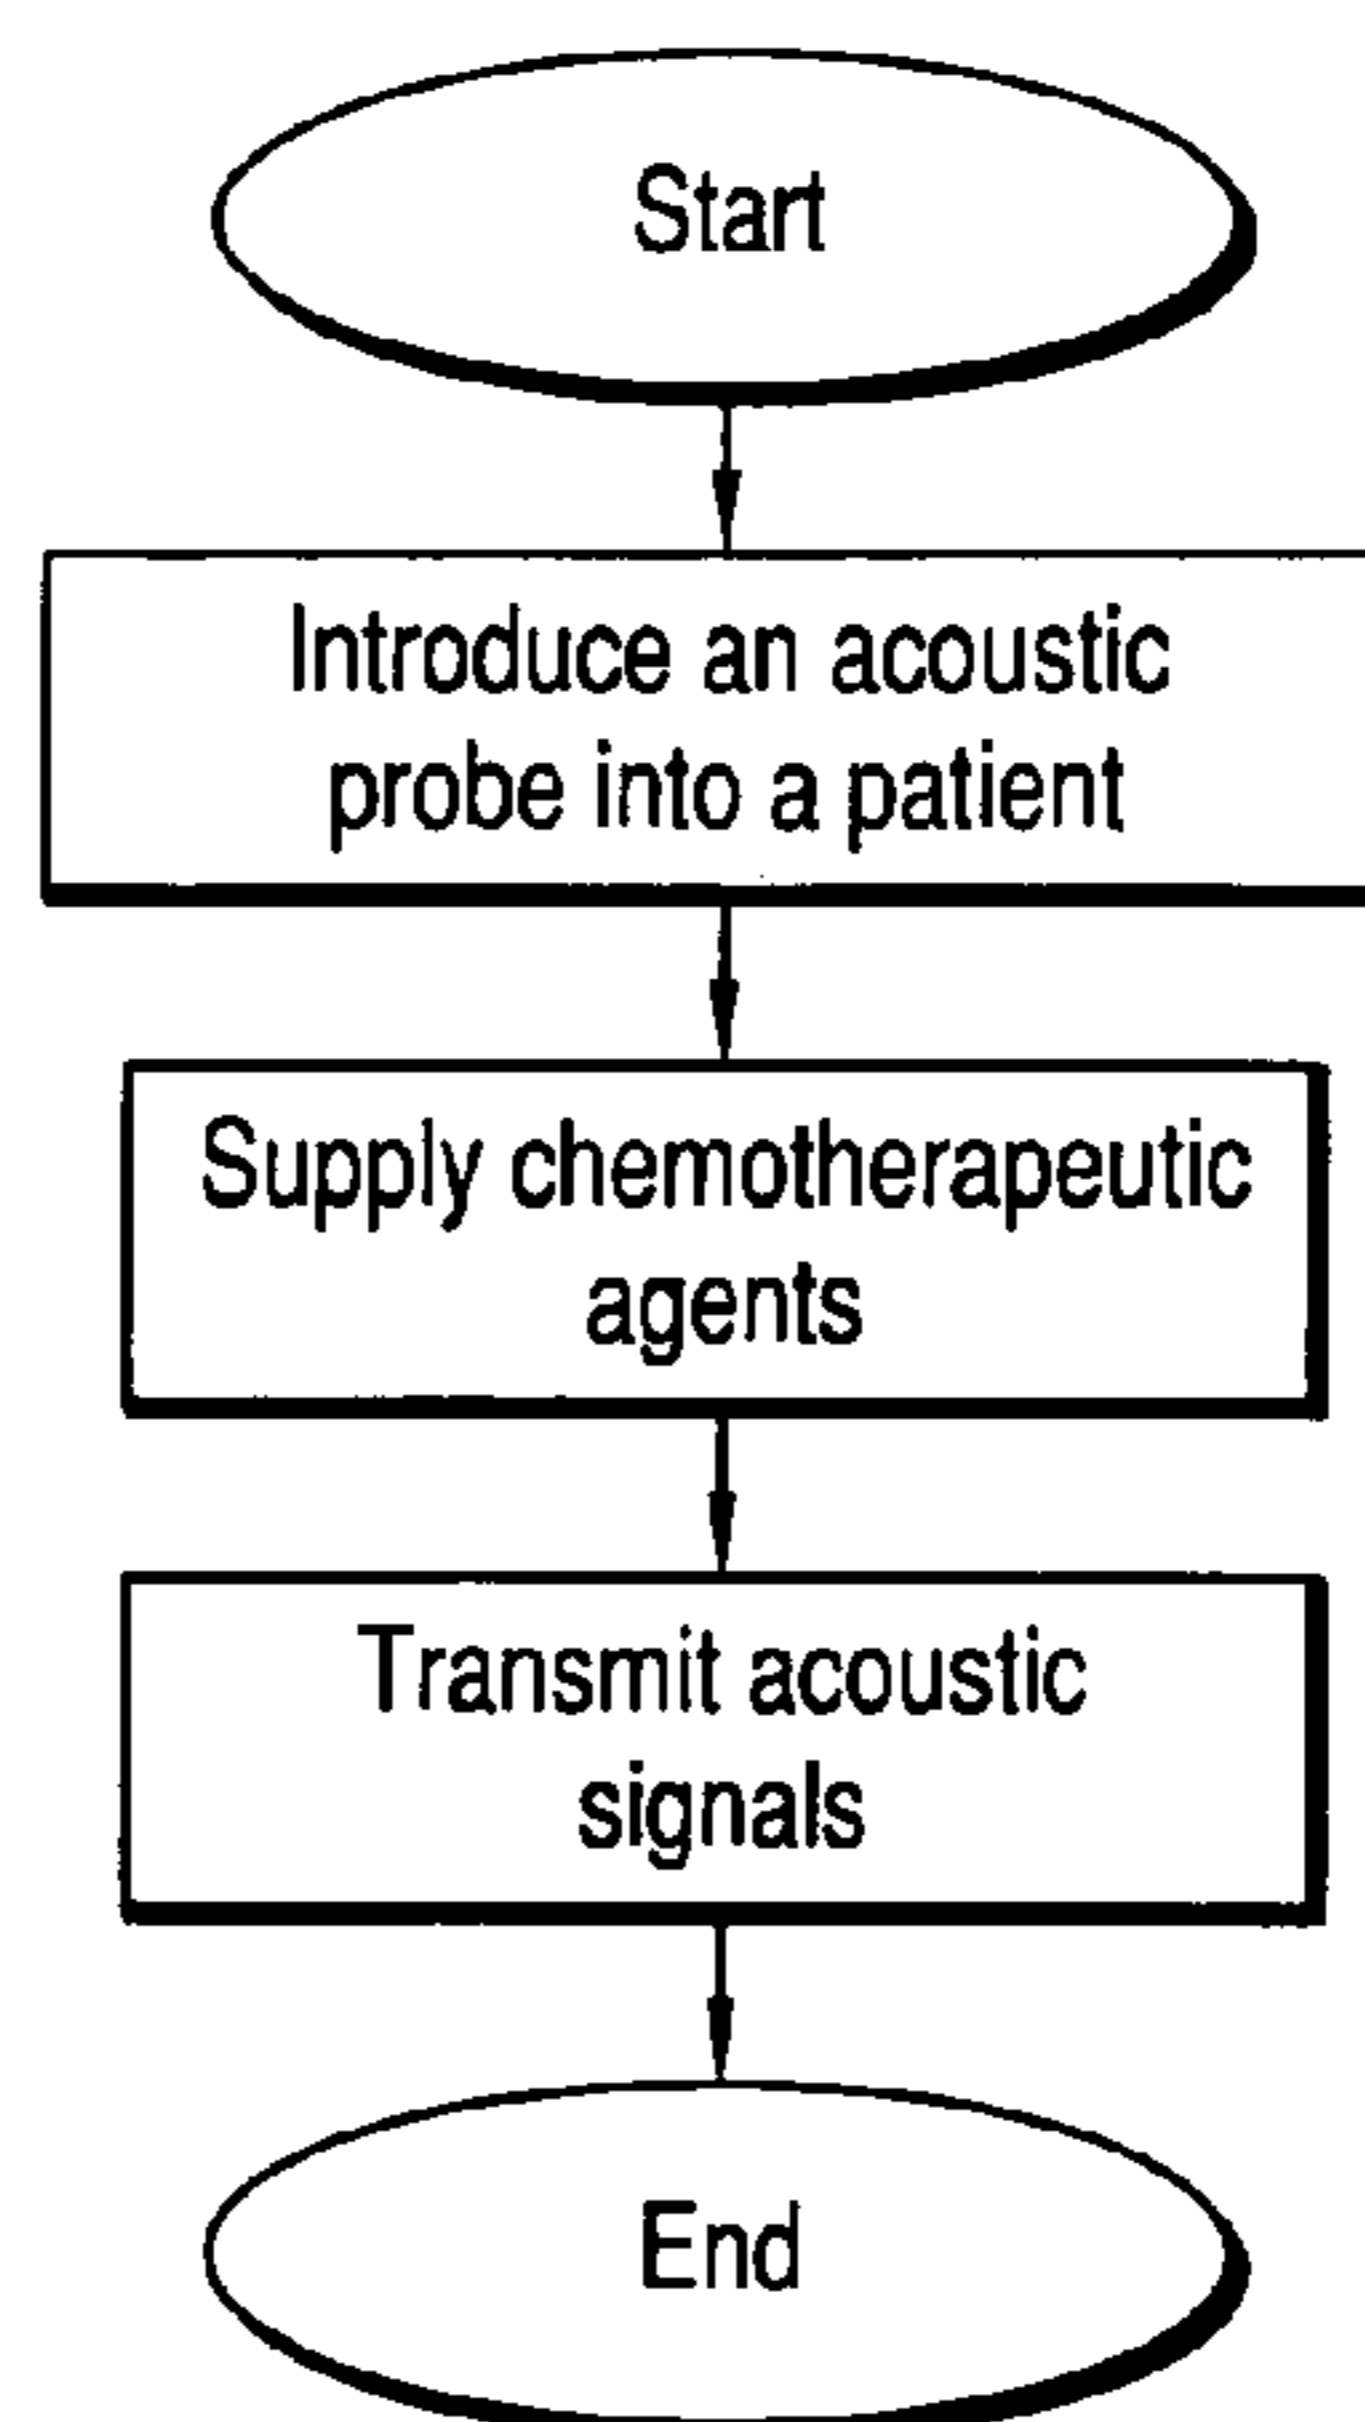 Start
Introduce an acoustic
probe into a patient
Supply chemotherapeutic
agents
Transmit acoustic
signals
End